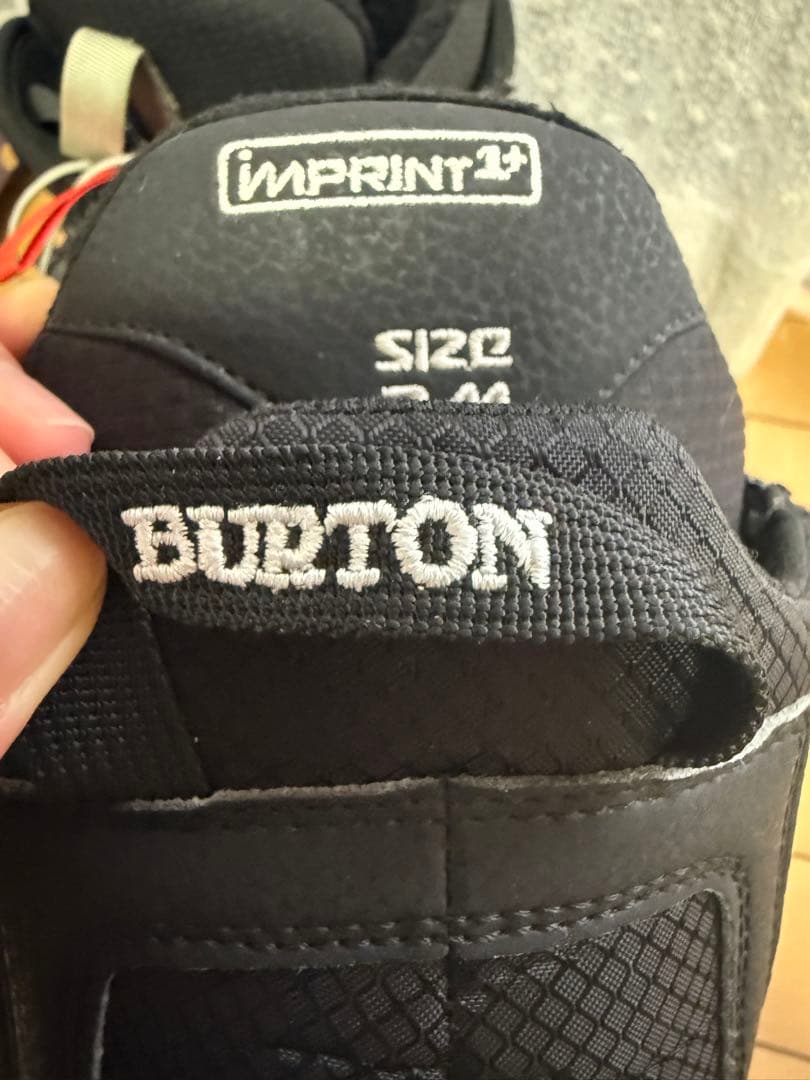 iMPRINT 1+
SIZE
BURTON